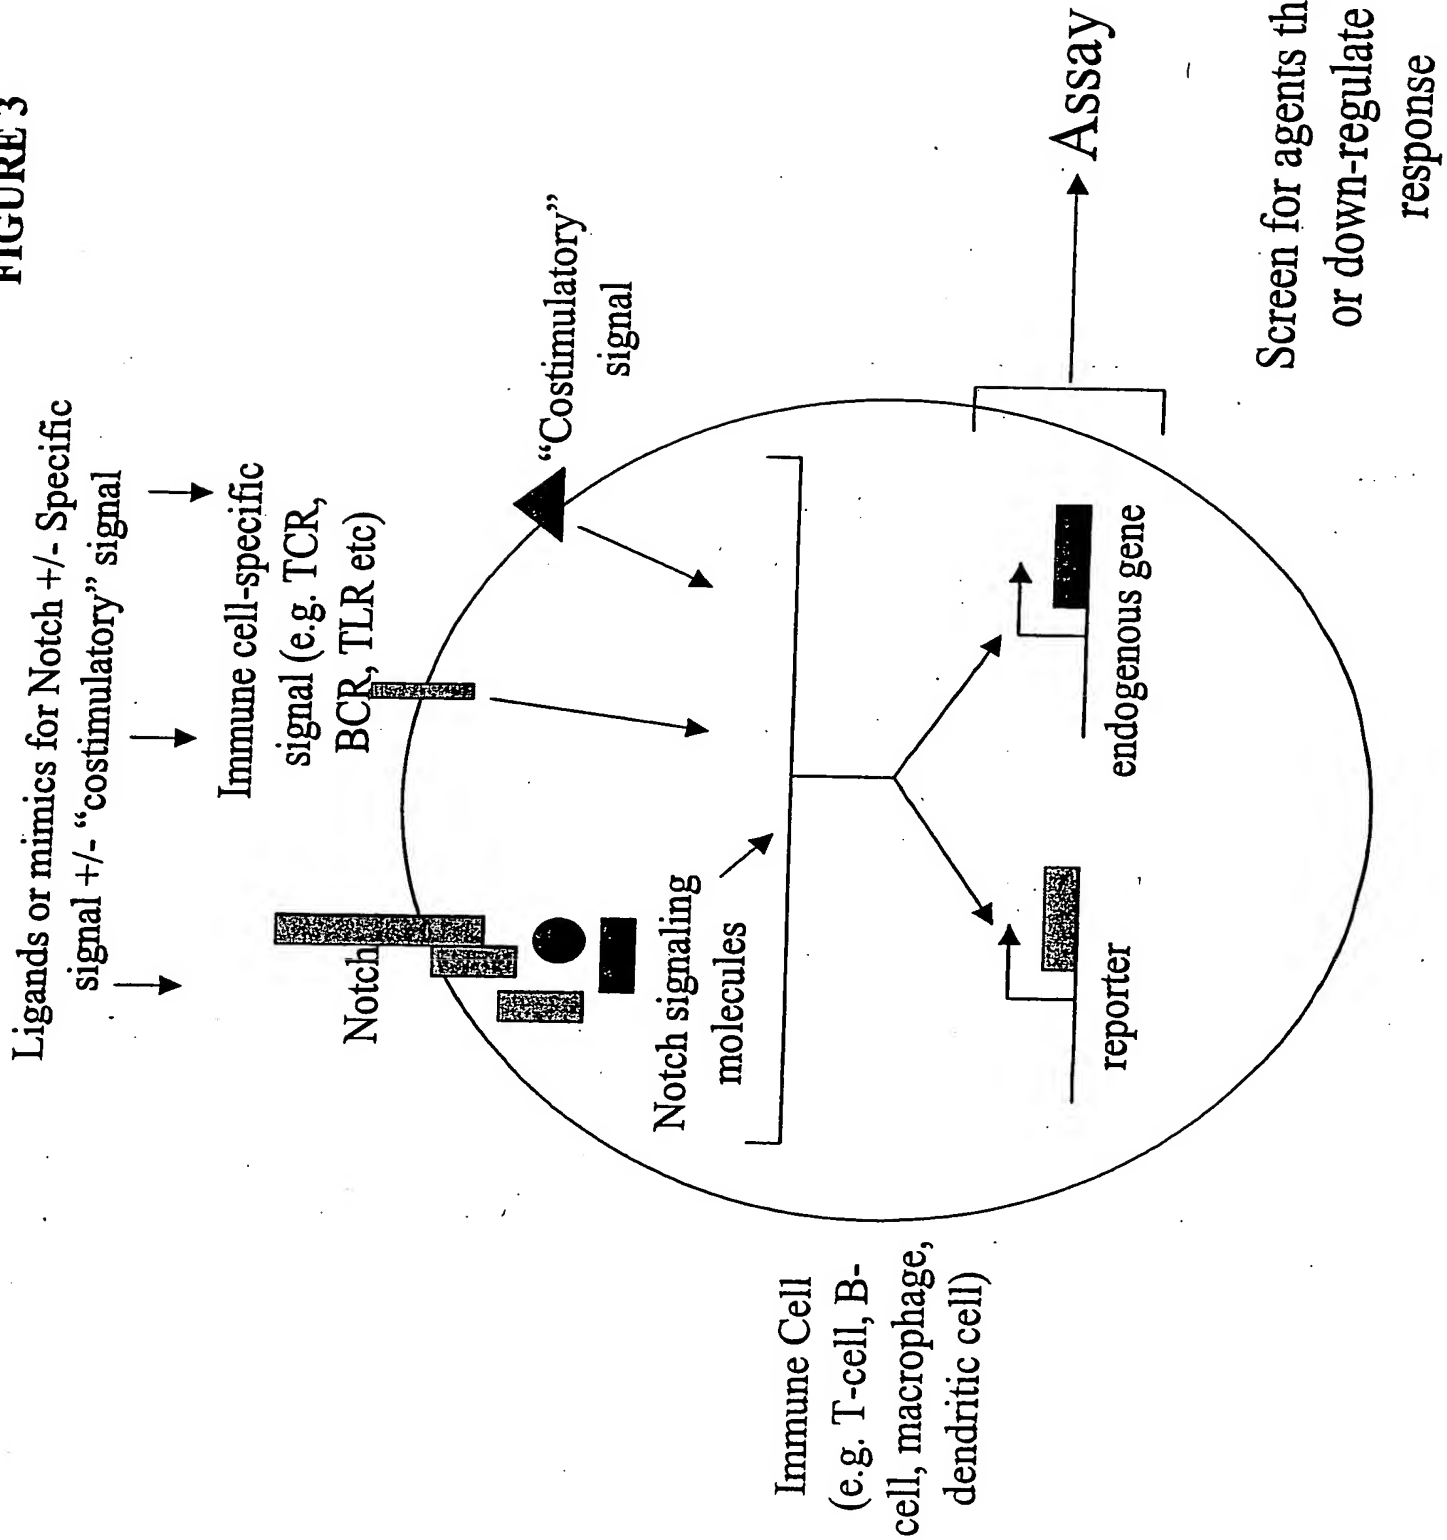 FIGURE 3
Ligands or mimics for Notch +/- Specific
signal +/- “costimulatory” signal
Immune cell-specific
signal (e.g. TCR,
BCR, TLR etc)
Notch
“Costimulatory”
signal
Notch signaling
molecules
reporter
endogenous gene
Immune Cell
(e.g. T-cell, B-
cell, macrophage,
dendritic cell)
Assay
Screen for agents
or down-regulate
response